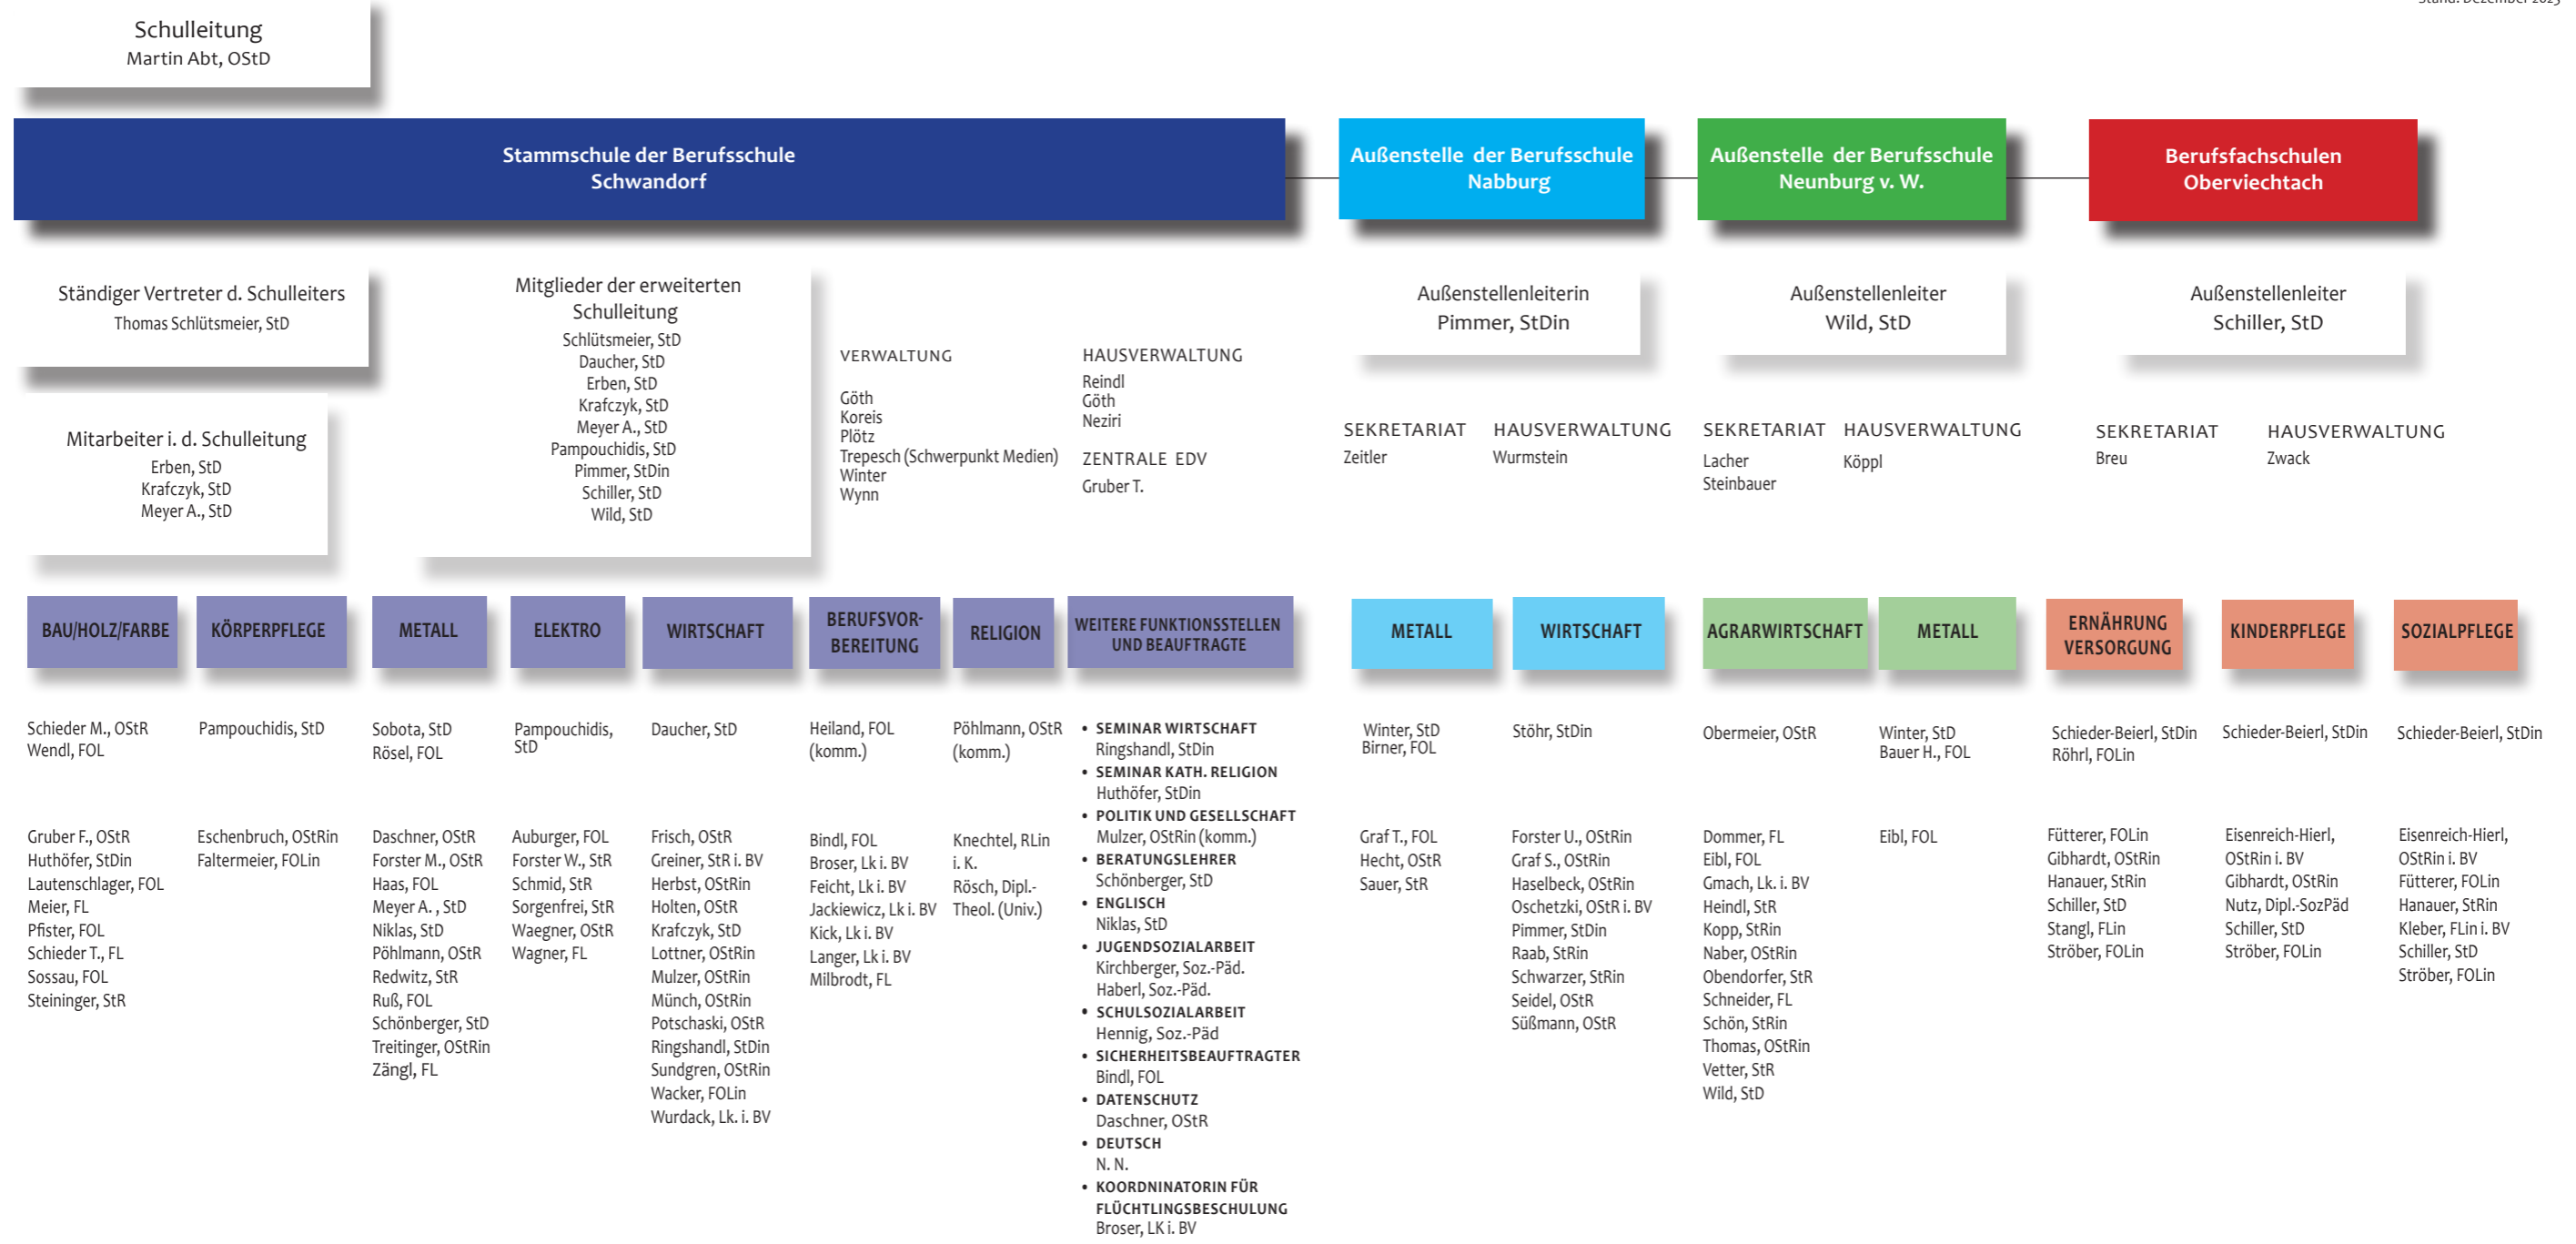 Stand: Dezember 2023
Schulleitung
Martin Abt, OStD
Stammschule der Berufsschule
Schwandorf
Außenstelle der Berufsschule
Nabburg
Außenstelle der Berufsschule
Neunburg v. W.
Berufsfachschulen
Oberviechtach
Ständiger Vertreter d. Schulleiters
Thomas Schlütsmeier, StD
Mitarbeiter i. d. Schulleitung
Erben, StD
Krafczyk, StD
Meyer A., StD
Mitglieder der erweiterten
Schulleitung
Schlütsmeier, StD
Daucher, StD
Erben, StD
Krafczyk, StD
Meyer A., StD
Pampouchidis, StD
Pimmer, StDin
Schiller, StD
Wild, StD
VERWALTUNG
Göth
Koreis
Plötz
Trepesch (Schwerpunkt Medien)
Winter
Wynn
HAUSVERWALTUNG
Reindl
Göth
Neziri
ZENTRALE EDV
Gruber T.
Außenstellenleiterin
Pimmer, StDin
SEKRETARIAT
Zeitler
HAUSVERWALTUNG
Wurmstein
Außenstellenleiter
Wild, StD
SEKRETARIAT
Lacher
Steinbauer
HAUSVERWALTUNG
Köppl
Außenstellenleiter
Schiller, StD
SEKRETARIAT
Breu
HAUSVERWALTUNG
Zwack
BAU/HOLZ/FARBE
Schieder M., OStR
Wendl, FOL
Gruber F., OStR
Huthöfer, StDin
Lautenschlager, FOL
Meier, FL
Pfister, FOL
Schieder T., FL
Sossau, FOL
Steininger, StR
KÖRPERPFLEGE
Pampouchidis, StD
Eschenbruch, OStRin
Faltermeier, FOLin
METALL
Sobota, StD
Rösel, FOL
Daschner, OStR
Forster M., OStR
Haas, FOL
Meyer A. , StD
Niklas, StD
Pöhlmann, OStR
Redwitz, StR
Ruß, FOL
Schönberger, StD
Treitinger, OStRin
Zängl, FL
ELEKTRO
Pampouchidis,
StD
Auburger, FOL
Forster W., StR
Schmid, StR
Sorgenfrei, StR
Waegner, OStR
Wagner, FL
WIRTSCHAFT
Daucher, StD
Frisch, OStR
Greiner, StR i. BV
Herbst, OStRin
Holten, OStR
Krafczyk, StD
Lottner, OStRin
Mulzer, OStRin
Münch, OStRin
Potschaski, OStR
Ringshandl, StDin
Sundgren, OStRin
Wacker, FOLin
Wurdack, Lk. i. BV
BERUFSVOR-
BEREITUNG
Heiland, FOL
(komm.)
Bindl, FOL
Broser, Lk i. BV
Feicht, Lk i. BV
Jackiewicz, Lk i. BV
Kick, Lk i. BV
Langer, Lk i. BV
Milbrodt, FL
RELIGION
Pöhlmann, OStR
(komm.)
Knechtel, RLin
i. K.
Rösch, Dipl.-
Theol. (Univ.)
WEITERE FUNKTIONSSTELLEN
UND BEAUFTRAGTE
• SEMINAR WIRTSCHAFT
Ringshandl, StDin
• SEMINAR KATH. RELIGION
Huthöfer, StDin
• POLITIK UND GESELLSCHAFT
Mulzer, OStRin (komm.)
• BERATUNGSLEHRER
Schönberger, StD
• ENGLISCH
Niklas, StD
• JUGENDSOZIALARBEIT
Kirchberger, Soz.-Päd.
Haberl, Soz.-Päd.
• SCHULSOZIALARBEIT
Hennig, Soz.-Päd
• SICHERHEITSBEAUFTRAGTER
Bindl, FOL
• DATENSCHUTZ
Daschner, OStR
• DEUTSCH
N. N.
• KOORDNINATORIN FÜR
FLÜCHTLINGSBESCHULUNG
Broser, LK i. BV
METALL
Winter, StD
Birner, FOL
Graf T., FOL
Hecht, OStR
Sauer, StR
WIRTSCHAFT
Stöhr, StDin
Forster U., OStRin
Graf S., OStRin
Haselbeck, OStRin
Oschetzki, OStR i. BV
Pimmer, StDin
Raab, StRin
Schwarzer, StRin
Seidel, OStR
Süßmann, OStR
AGRARWIRTSCHAFT
Obermeier, OStR
Dommer, FL
Eibl, FOL
Gmach, Lk. i. BV
Heindl, StR
Kopp, StRin
Naber, OStRin
Obendorfer, StR
Schneider, FL
Schön, StRin
Thomas, OStRin
Vetter, StR
Wild, StD
METALL
Winter, StD
Bauer H., FOL
Eibl, FOL
ERNÄHRUNG
VERSORGUNG
Schieder-Beierl, StDin
Röhrl, FOLin
Fütterer, FOLin
Gibhardt, OStRin
Hanauer, StRin
Schiller, StD
Stangl, FLin
Ströber, FOLin
KINDERPFLEGE
Schieder-Beierl, StDin
Eisenreich-Hierl,
OStRin i. BV
Gibhardt, OStRin
Nutz, Dipl.-SozPäd
Schiller, StD
Ströber, FOLin
SOZIALPFLEGE
Schieder-Beierl, StDin
Eisenreich-Hierl,
OStRin i. BV
Fütterer, FOLin
Hanauer, StRin
Kleber, FLin i. BV
Schiller, StD
Ströber, FOLin